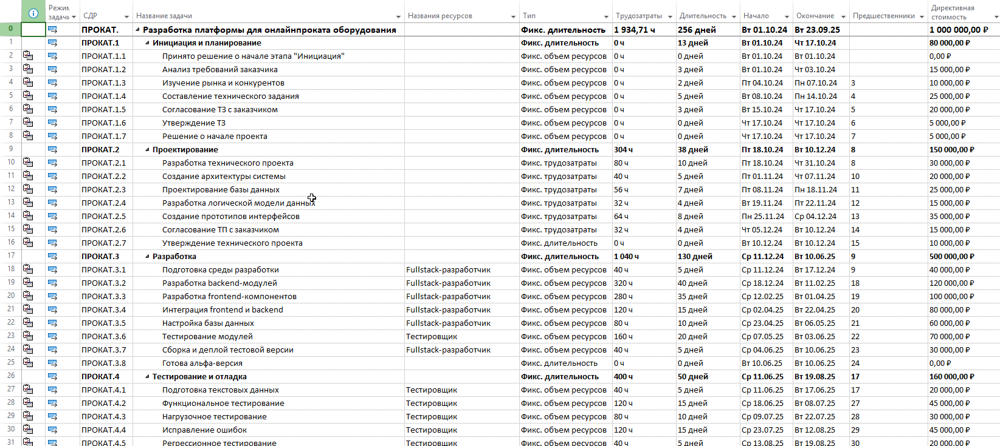 Режим задачи СДР Название задачи Названия ресурсов Тип Трудозатраты Длительность Начало Окончание Предшественники Директивная стоимость
0 ПРОКАТ. Разработка платформы для онлайнпроката оборудования Фикс. длительность 1 934,71 ч 256 дней Вт 01.10.24 Вт 23.09.25 1 000 000,00 ₽
1 ПРОКАТ.1 Инициация и планирование Фикс. длительность 0 ч 13 дней Вт 01.10.24 Чт 17.10.24 80 000,00 ₽
2 ПРОКАТ.1.1 Принято решение о начале этапа "Инициация" Фикс. объем ресурсов 0 ч 0 дней Вт 01.10.24 Вт 01.10.24 0,00 ₽
3 ПРОКАТ.1.2 Анализ требований заказчика Фикс. объем ресурсов 0 ч 3 дней Вт 01.10.24 Чт 03.10.24 15 000,00 ₽
4 ПРОКАТ.1.3 Изучение рынка и конкурентов Фикс. объем ресурсов 0 ч 2 дней Пт 04.10.24 Пн 07.10.24 3 10 000,00 ₽
5 ПРОКАТ.1.4 Составление технического задания Фикс. объем ресурсов 0 ч 5 дней Вт 08.10.24 Пн 14.10.24 4 25 000,00 ₽
6 ПРОКАТ.1.5 Согласование ТЗ с заказчиком Фикс. объем ресурсов 0 ч 3 дней Вт 15.10.24 Чт 17.10.24 5 20 000,00 ₽
7 ПРОКАТ.1.6 Утверждение ТЗ Фикс. объем ресурсов 0 ч 0 дней Чт 17.10.24 Чт 17.10.24 6 5 000,00 ₽
8 ПРОКАТ.1.7 Решение о начале проекта Фикс. объем ресурсов 0 ч 0 дней Чт 17.10.24 Чт 17.10.24 7 5 000,00 ₽
9 ПРОКАТ.2 Проектирование Фикс. длительность 304 ч 38 дней Пт 18.10.24 Вт 10.12.24 8 150 000,00 ₽
10 ПРОКАТ.2.1 Разработка технического проекта Фикс. трудозатраты 80 ч 10 дней Пт 18.10.24 Чт 31.10.24 8 30 000,00 ₽
11 ПРОКАТ.2.2 Создание архитектуры системы Фикс. трудозатраты 40 ч 5 дней Пт 01.11.24 Чт 07.11.24 10 20 000,00 ₽
12 ПРОКАТ.2.3 Проектирование базы данных Фикс. трудозатраты 56 ч 7 дней Пт 08.11.24 Пн 18.11.24 11 25 000,00 ₽
13 ПРОКАТ.2.4 Разработка логической модели данных Фикс. трудозатраты 32 ч 4 дней Вт 19.11.24 Пт 22.11.24 12 15 000,00 ₽
14 ПРОКАТ.2.5 Создание прототипов интерфейсов Фикс. трудозатраты 64 ч 8 дней Пн 25.11.24 Ср 04.12.24 13 35 000,00 ₽
15 ПРОКАТ.2.6 Согласование ТП с заказчиком Фикс. трудозатраты 32 ч 4 дней Чт 05.12.24 Вт 10.12.24 14 15 000,00 ₽
16 ПРОКАТ.2.7 Утверждение технического проекта Фикс. длительность 0 ч 0 дней Вт 10.12.24 Вт 10.12.24 15 10 000,00 ₽
17 ПРОКАТ.3 Разработка Фикс. длительность 1 040 ч 130 дней Ср 11.12.24 Вт 10.06.25 9 500 000,00 ₽
18 ПРОКАТ.3.1 Подготовка среды разработки Fullstack-разработчик Фикс. объем ресурсов 40 ч 5 дней Ср 11.12.24 Вт 17.12.24 9 40 000,00 ₽
19 ПРОКАТ.3.2 Разработка backend-модулей Fullstack-разработчик Фикс. объем ресурсов 320 ч 40 дней Ср 18.12.24 Вт 11.02.25 18 120 000,00 ₽
20 ПРОКАТ.3.3 Разработка frontend-компонентов Fullstack-разработчик Фикс. объем ресурсов 280 ч 35 дней Ср 12.02.25 Вт 01.04.25 19 100 000,00 ₽
21 ПРОКАТ.3.4 Интеграция frontend и backend Fullstack-разработчик Фикс. объем ресурсов 120 ч 15 дней Ср 02.04.25 Вт 22.04.25 20 80 000,00 ₽
22 ПРОКАТ.3.5 Настройка базы данных Fullstack-разработчик Фикс. объем ресурсов 80 ч 10 дней Ср 23.04.25 Вт 06.05.25 21 60 000,00 ₽
23 ПРОКАТ.3.6 Тестирование модулей Тестировщик Фикс. объем ресурсов 160 ч 20 дней Ср 07.05.25 Вт 03.06.25 22 70 000,00 ₽
24 ПРОКАТ.3.7 Сборка и деплой тестовой версии Fullstack-разработчик Фикс. объем ресурсов 40 ч 5 дней Ср 04.06.25 Вт 10.06.25 23 30 000,00 ₽
25 ПРОКАТ.3.8 Готова альфа-версия Фикс. длительность 0 ч 0 дней Вт 10.06.25 Вт 10.06.25 24 0,00 ₽
26 ПРОКАТ.4 Тестирование и отладка Фикс. длительность 400 ч 50 дней Ср 11.06.25 Вт 19.08.25 17 160 000,00 ₽
27 ПРОКАТ.4.1 Подготовка текстовых данных Тестировщик Фикс. объем ресурсов 40 ч 5 дней Ср 11.06.25 Вт 17.06.25 17 20 000,00 ₽
28 ПРОКАТ.4.2 Функциональное тестирование Тестировщик Фикс. объем ресурсов 120 ч 15 дней Ср 18.06.25 Вт 08.07.25 27 45 000,00 ₽
29 ПРОКАТ.4.3 Нагрузочное тестирование Тестировщик Фикс. объем ресурсов 80 ч 10 дней Ср 09.07.25 Вт 22.07.25 28 30 000,00 ₽
30 ПРОКАТ.4.4 Исправление ошибок Тестировщик Фикс. объем ресурсов 120 ч 15 дней Ср 23.07.25 Вт 12.08.25 29 45 000,00 ₽
31 ПРОКАТ.4.5 Регрессионное тестирование Тестировщик Фикс. объем ресурсов 40 ч 5 дней Ср 13.08.25 Вт 19.08.25 30 20 000,00 ₽